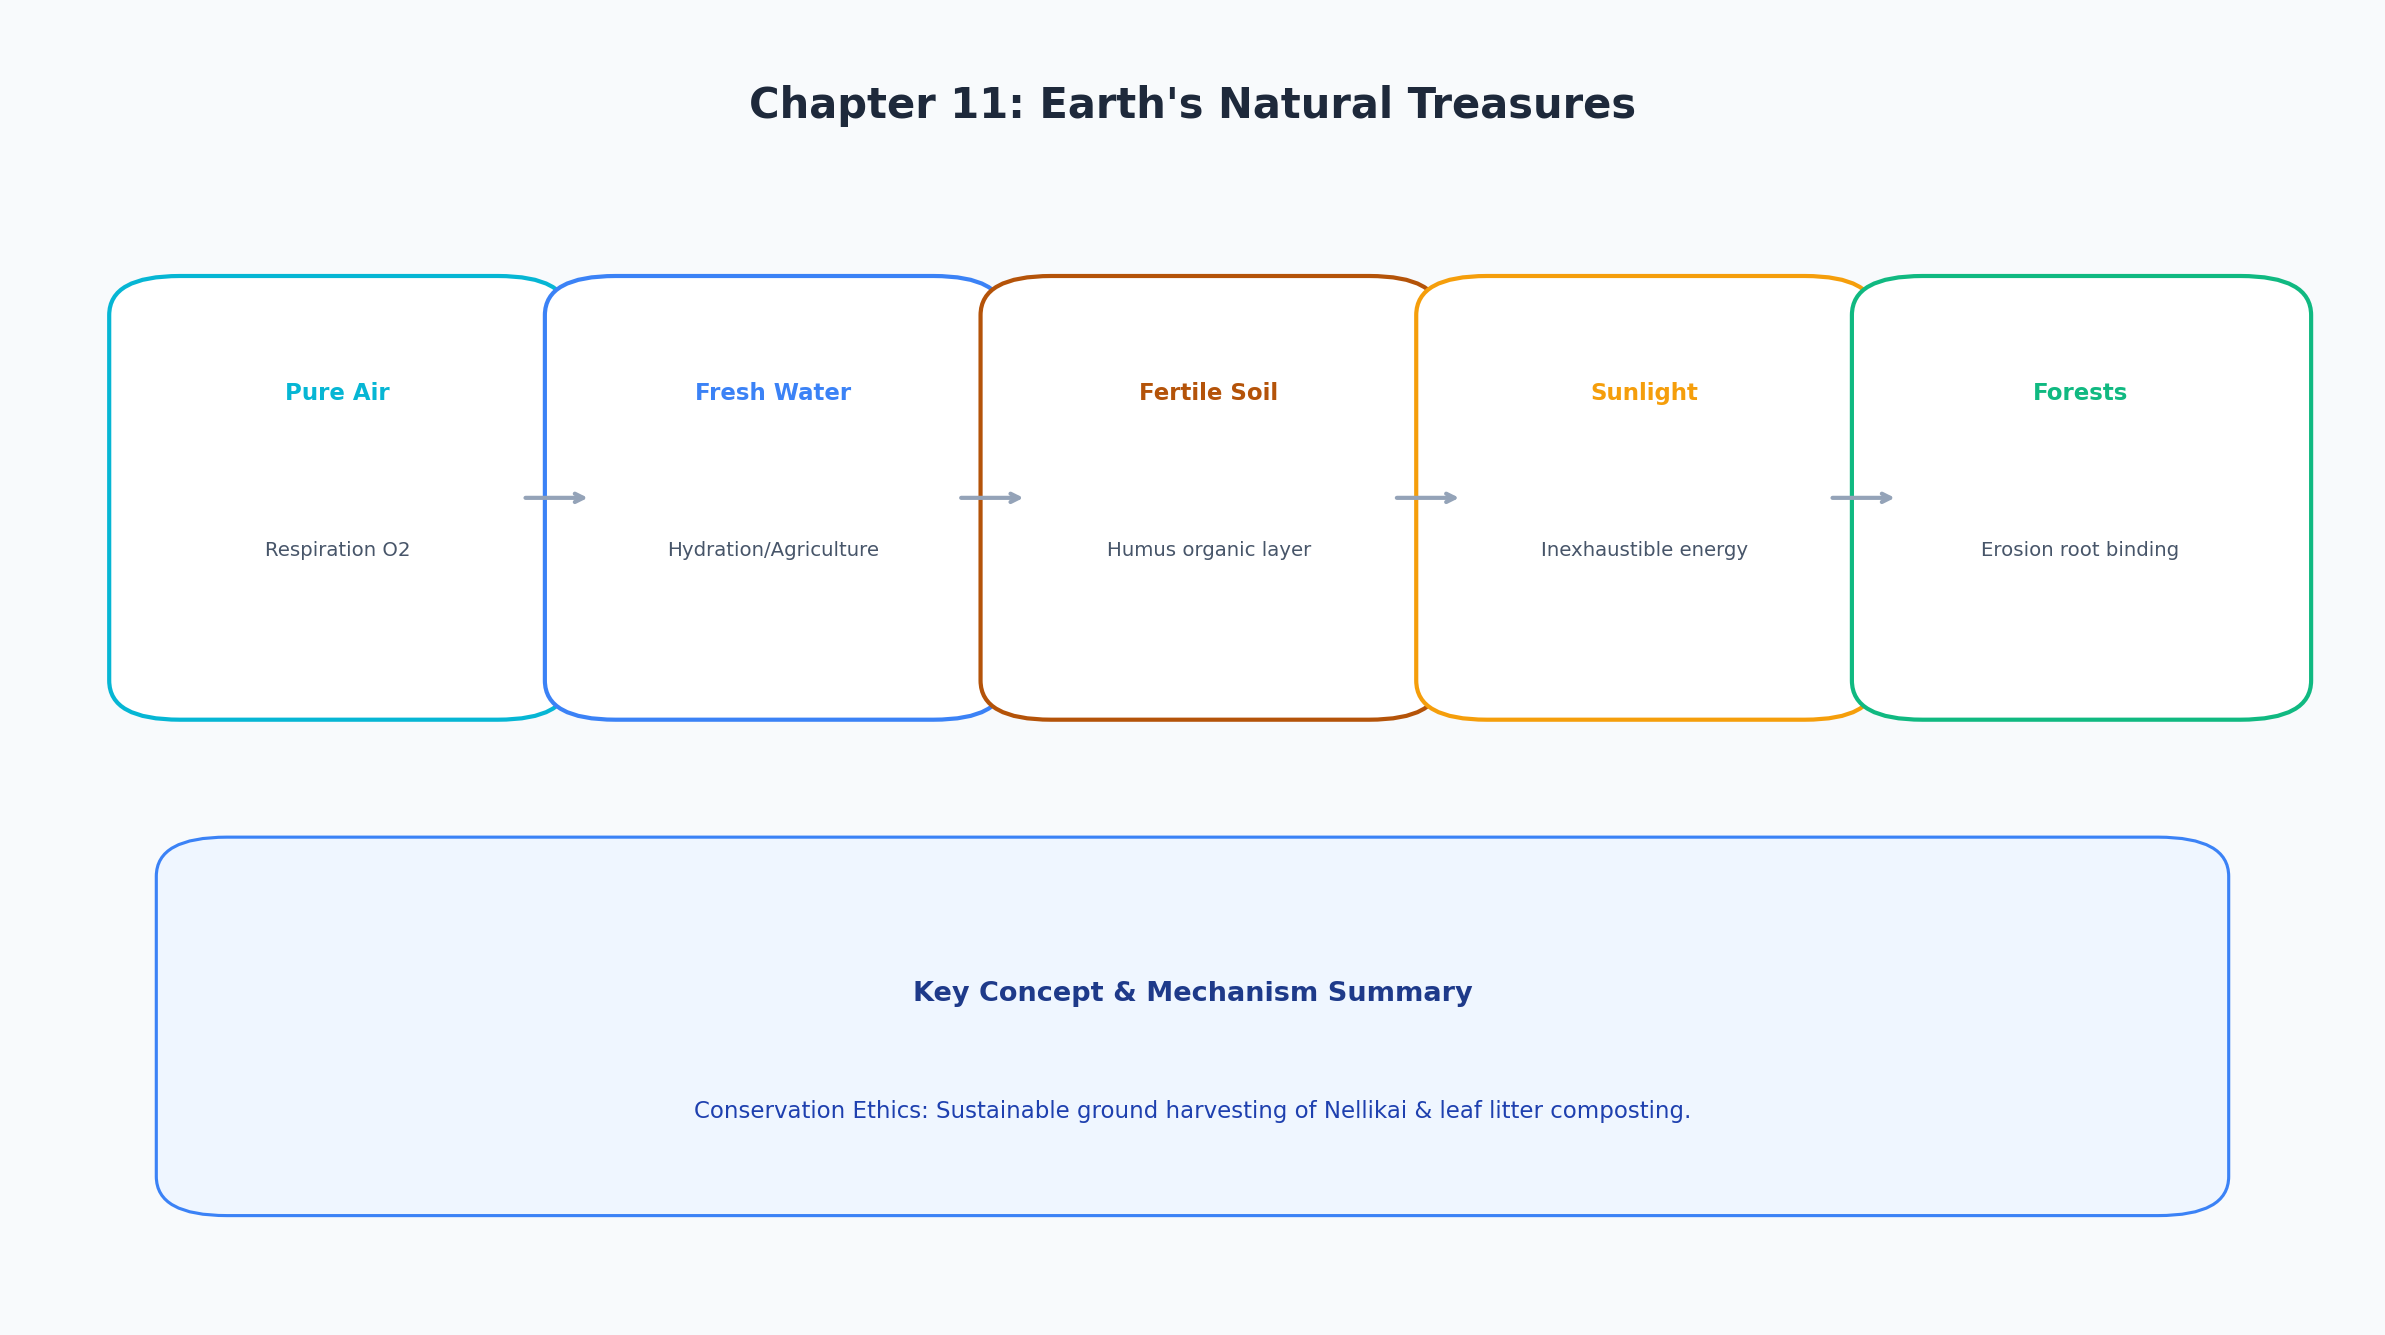 Chapter 11: Earth's Natural Treasures
Pure Air
Respiration O2
Fresh Water
Hydration/Agriculture
Fertile Soil
Humus organic layer
Sunlight
Inexhaustible energy
Forests
Erosion root binding
Key Concept & Mechanism Summary
Conservation Ethics: Sustainable ground harvesting of Nellikai & leaf litter composting.